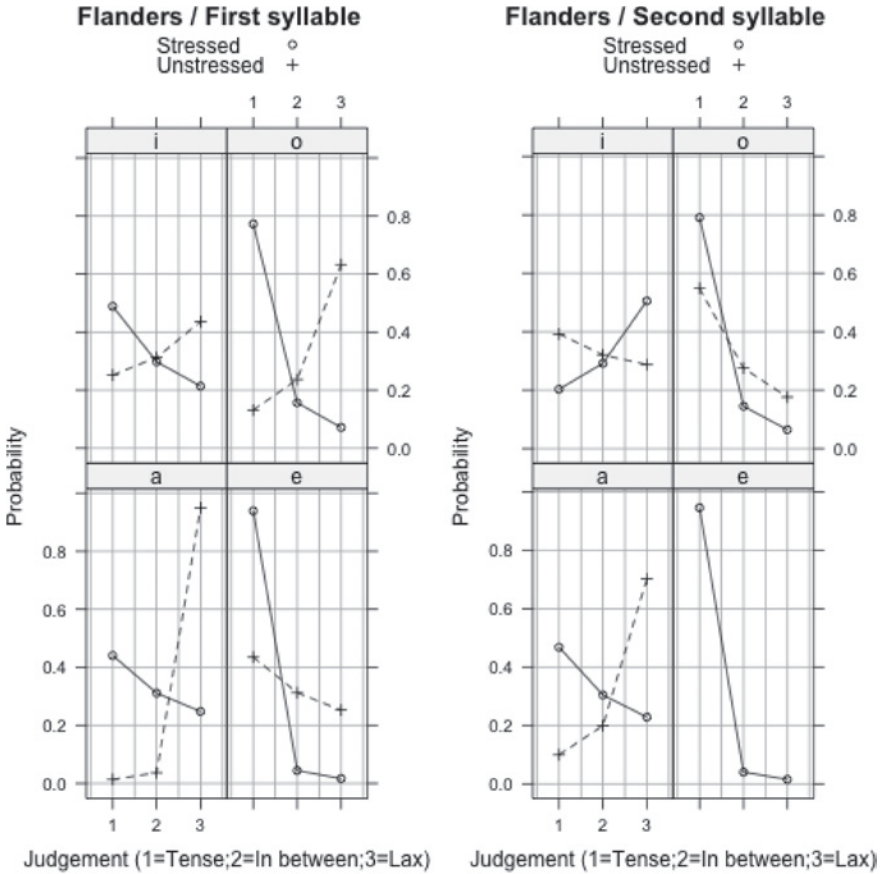 Flanders / First syllable
Stressed o
Unstressed +
1 2 3
i o
0.8
0.6
0.4
0.2
0.0
a e
0.8
0.6
0.4
0.2
0.0
1 2 3
Probability
Judgement (1=Tense;2=In between;3=Lax)
Flanders / Second syllable
Stressed o
Unstressed +
1 2 3
i o
0.8
0.6
0.4
0.2
0.0
a e
0.8
0.6
0.4
0.2
0.0
1 2 3
Probability
Judgement (1=Tense;2=In between;3=Lax)